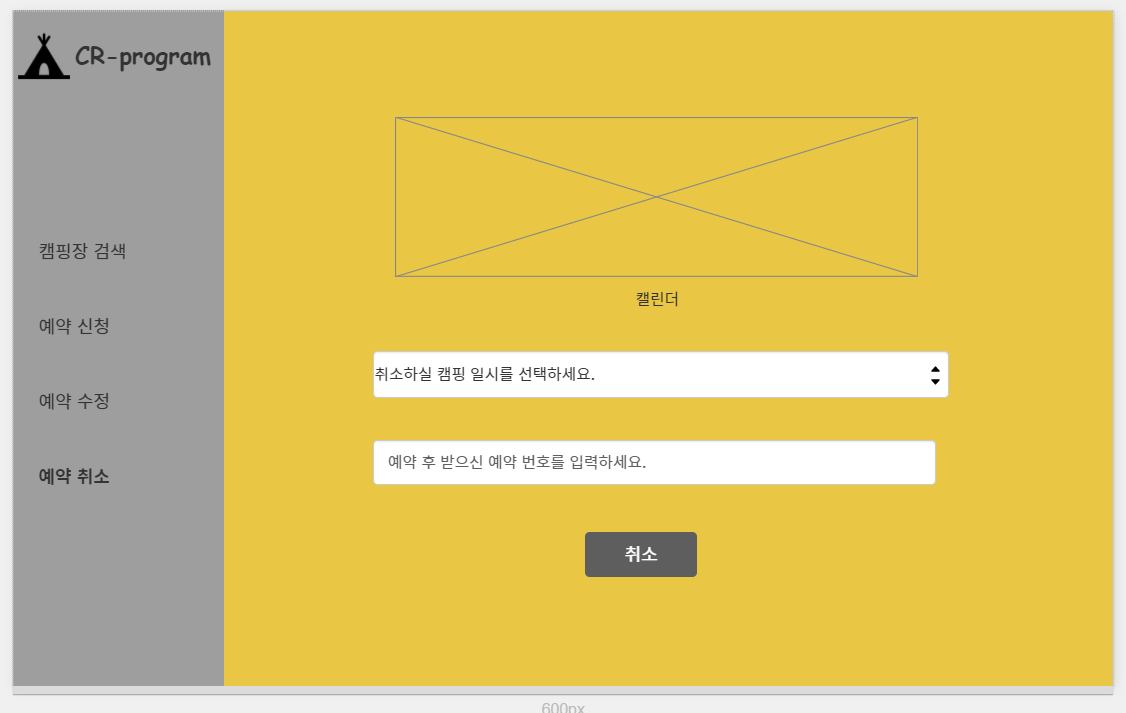 CR-program
캠핑장 검색
예약 신청
예약 수정
예약 취소
캘린더
취소하실 캠핑 일시를 선택하세요.
예약 후 받으신 예약 번호를 입력하세요.
취소
600px